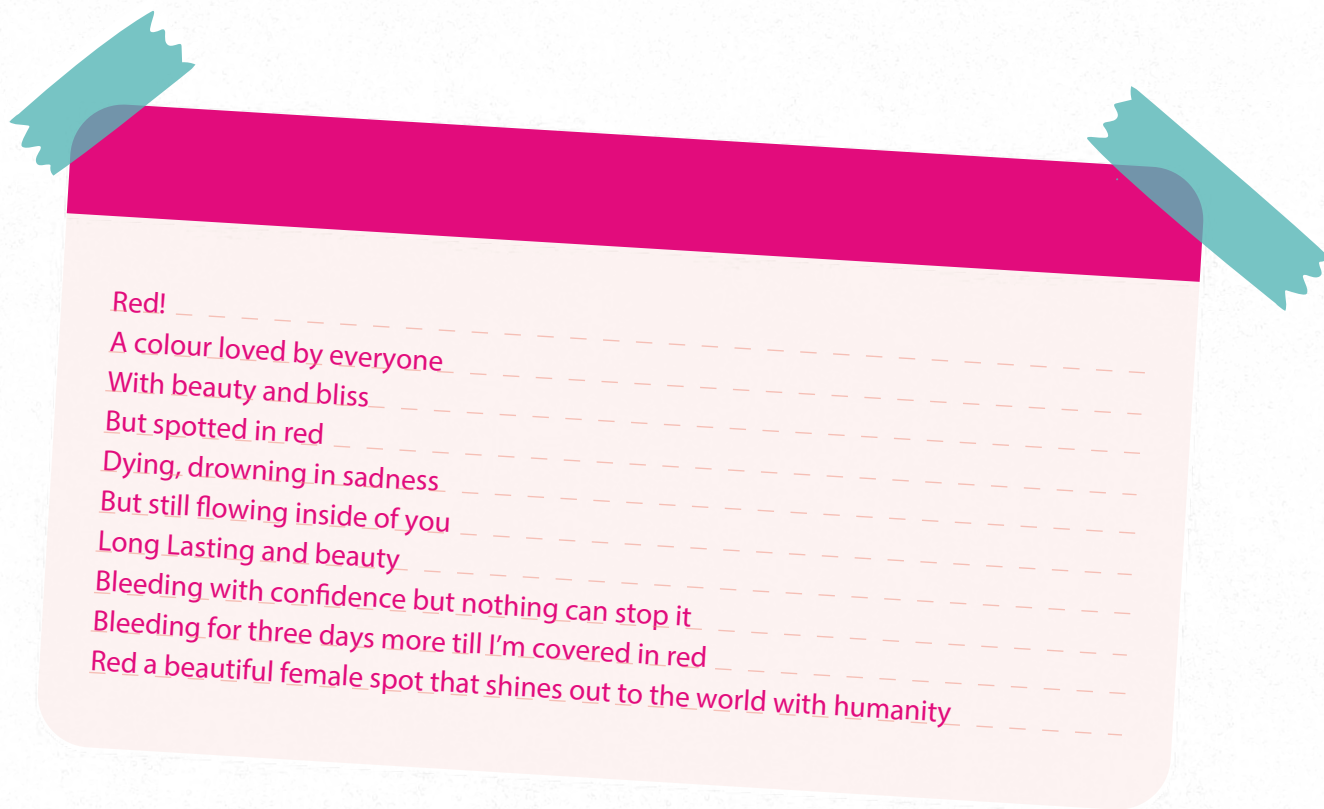 Red!
A colour loved by everyone
With beauty and bliss
But spotted in red
Dying, drowning in sadness
But still flowing inside of you
Long Lasting and beauty
Bleeding with confidence but nothing can stop it
Bleeding for three days more till I'm covered in red
Red a beautiful female spot that shines out to the world with humanity